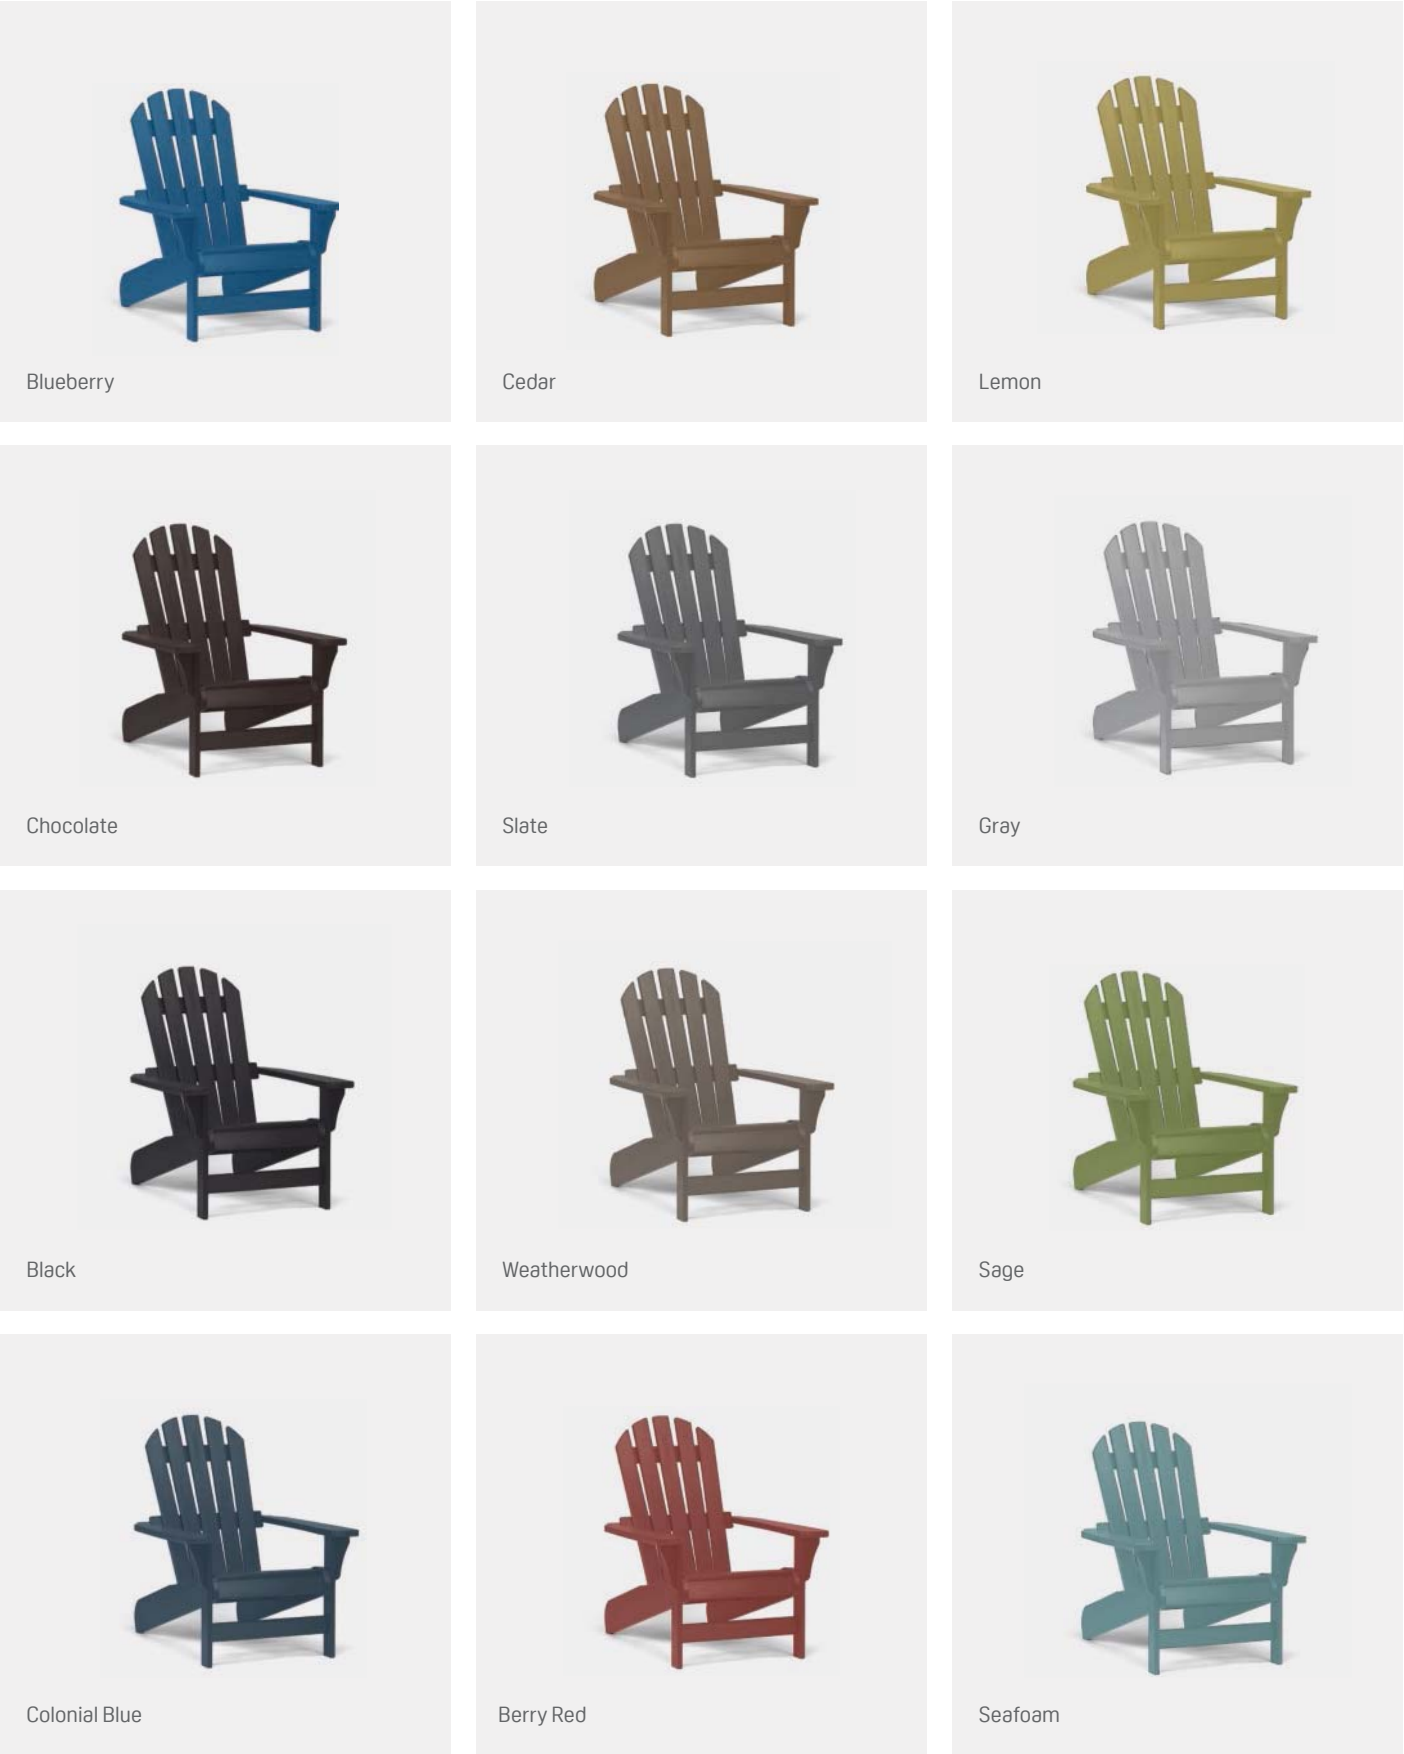 Blueberry
Cedar
Lemon
Chocolate
Slate
Gray
Black
Weatherwood
Sage
Colonial Blue
Berry Red
Seafoam